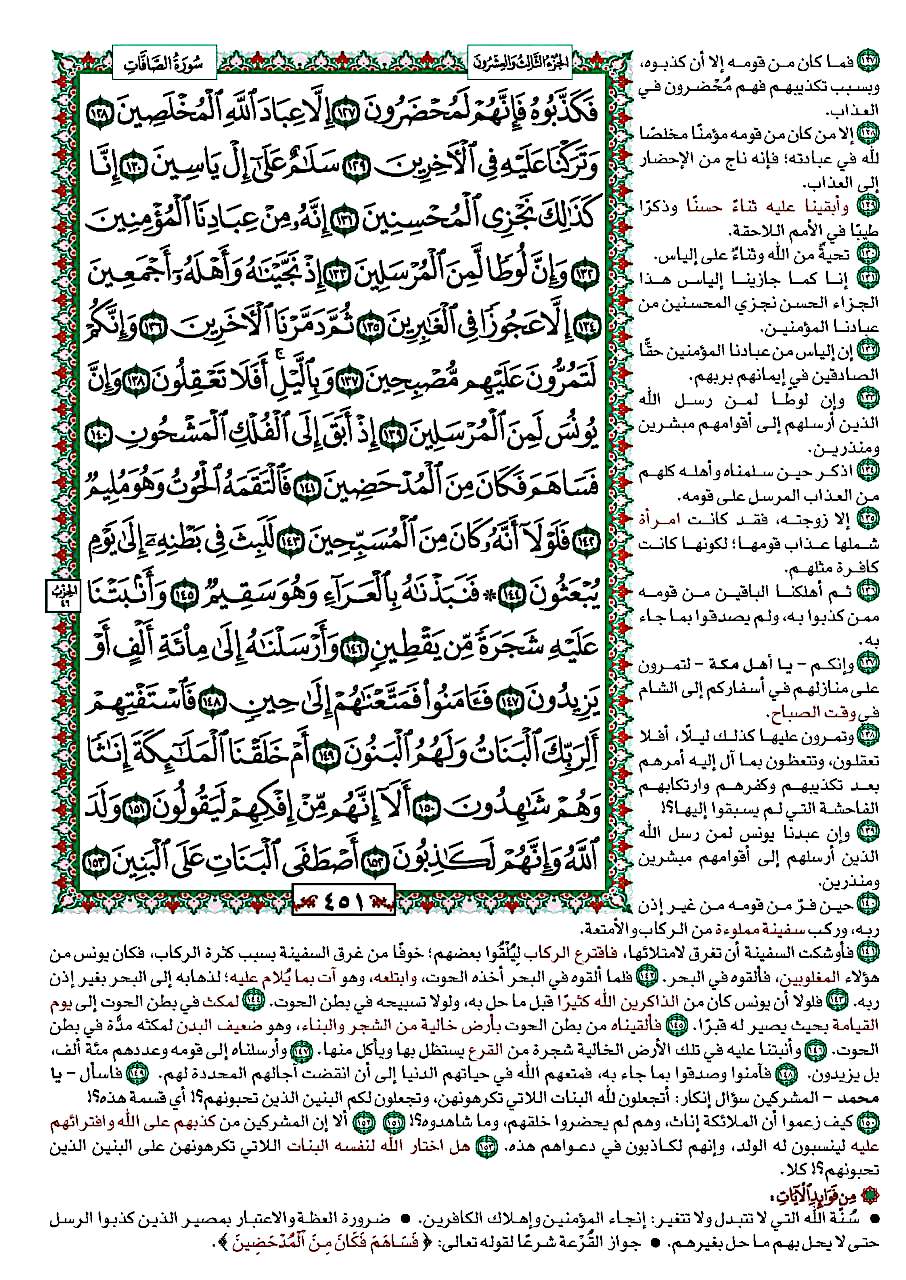 الجزء الثالث والعشرون
سورة الصافات
فَكَذَّبُوهُ فَإِنَّهُمْ لَمُحْضَرُونَ ١٢٧ إِلَّا عِبَادَ ٱللَّهِ ٱلْمُخْلَصِينَ ١٢٨
وَتَرَكْنَا عَلَيْهِ فِى ٱلْأَخِرِينَ ١٢٩ سَلَٰمٌ عَلَىٰٓ إِلْ يَاسِينَ ١٣٠ إِنَّا
كَذَٰلِكَ نَجْزِى ٱلْمُحْسِنِينَ ١٣١ إِنَّهُۥ مِنْ عِبَادِنَا ٱلْمُؤْمِنِينَ
١٣٢ وَإِنَّ لُوطًا لَّمِنَ ٱلْمُرْسَلِينَ ١٣٣ إِذْ نَجَّيْنَٰهُ وَأَهْلَهُۥٓ أَجْمَعِينَ
١٣٤ إِلَّا عَجُوزًا فِى ٱلْغَٰبِرِينَ ١٣٥ ثُمَّ دَمَّرْنَا ٱلْأَخَرِينَ ١٣٦ وَإِنَّكُمْ
لَتَمُرُّونَ عَلَيْهِم مُّصْبِحِينَ ١٣٧ وَبِٱلَّيْلِ ۗ أَفَلَا تَعْقِلُونَ ١٣٨ وَإِنَّ
يُونُسَ لَمِنَ ٱلْمُرْسَلِينَ ١٣٩ إِذْ أَبَقَ إِلَى ٱلْفُلْكِ ٱلْمَشْحُونِ ١٤٠
فَسَاهَمَ فَكَانَ مِنَ ٱلْمُدْحَضِينَ ١٤١ فَٱلْتَقَمَهُ ٱلْحُوتُ وَهُوَ مُلِيمٌ
١٤٢ فَلَوْلَآ أَنَّهُۥ كَانَ مِنَ ٱلْمُسَبِّحِينَ ١٤٣ لَلَبِثَ فِى بَطْنِهِۦٓ إِلَىٰ يَوْمِ
يُبْعَثُونَ ١٤٤ * فَنَبَذْنَٰهُ بِٱلْعَرَآءِ وَهُوَ سَقِيمٌ ١٤٥ وَأَنۢبَتْنَا
عَلَيْهِ شَجَرَةً مِّن يَقْطِينٍ ١٤٦ وَأَرْسَلْنَٰهُ إِلَىٰ مِا۟ئَةِ أَلْفٍ أَوْ
يَزِيدُونَ ١٤٧ فَـَٔامَنُوا۟ فَمَتَّعْنَٰهُمْ إِلَىٰ حِينٍ ١٤٨ فَٱسْتَفْتِهِمْ
أَلِرَبِّكَ ٱلْبَنَاتُ وَلَهُمُ ٱلْبَنُونَ ١٤٩ أَمْ خَلَقْنَا ٱلْمَلَٰٓئِكَةَ إِنَٰثًا
وَهُمْ شَٰهِدُونَ ١٥٠ أَلَآ إِنَّهُم مِّنْ إِفْكِهِمْ لَيَقُولُونَ ١٥١ وَلَدَ
ٱللَّهُ وَإِنَّهُمْ لَكَٰذِبُونَ ١٥٢ أَصْطَفَى ٱلْبَنَاتِ عَلَى ٱلْبَنِينَ ١٥٣
٤٥١
الحزب ٤٦
١٢٧ فما كان من قومه إلا أن كذبوه،
وبسبب تكذيبهم فهم مُحْضرون في
العذاب.
١٢٨ إلا من كان من قومه مؤمنًا مخلصًا
لله في عبادته؛ فإنه ناج من الإحضار
إلى العذاب.
١٢٩ وأبقينا عليه ثناءً حسنًا وذكرًا
طيبًا في الأمم اللاحقة.
١٣٠ تحيةٌ من الله وثناءٌ على إلياس.
١٣١ إنا كما جازينا إلياس هذا
الجزاء الحسن نجزي المحسنين من
عبادنا المؤمنين.
١٣٢ إن إلياس من عبادنا المؤمنين حقًّا
الصادقين في إيمانهم بربهم.
١٣٣ وإن لوطًا لمن رسل الله
الذين أرسلهم إلى أقوامهم مبشرين
ومنذرين.
١٣٤ اذكر حين سلمناه وأهله كلهم
من العذاب المرسل على قومه.
١٣٥ إلا زوجته، فقد كانت امرأة
شملها عذاب قومها؛ لكونها كانت
كافرة مثلهم.
١٣٦ ثم أهلكنا الباقين من قومه
ممن كذبوا به، ولم يصدقوا بما جاء
به.
١٣٧ وإنكم - يا أهل مكة - لتمرون
على منازلهم في أسفاركم إلى الشام
في وقت الصباح.
١٣٨ وتمرون عليها كذلك ليلًا، أفلا
تعقلون، وتتعظون بما آل إليه أمرهم
بعد تكذيبهم وكفرهم وارتكابهم
الفاحشة التي لم يسبقوا إليها؟!
١٣٩ وإن عبدنا يونس لمن رسل الله
الذين أرسلهم إلى أقوامهم مبشرين
ومنذرين.
١٤٠ حين فرّ من قومه من غير إذن
ربه، وركب سفينة مملوءة من الركاب والأمتعة.
١٤١ فأوشكت السفينة أن تغرق لامتلائها، فاقترع الركاب ليُلْقُوا بعضهم؛ خوفًا من غرق السفينة بسبب كثرة الركاب، فكان يونس من
هؤلاء المغلوبين، فألقوه في البحر. ١٤٢ فلما ألقوه في البحر أخذه الحوت، وابتلعه، وهو آت بما يُلام عليه؛ لذهابه إلى البحر بغير إذن
ربه. ١٤٣ فلولا أن يونس كان من الذاكرين الله كثيرًا قبل ما حل به، ولولا تسبيحه في بطن الحوت. ١٤٤ لمكث في بطن الحوت إلى يوم
القيامة بحيث يصير له قبرًا. ١٤٥ فألقيناه من بطن الحوت بأرض خالية من الشجر والبناء، وهو ضعيف البدن لمكثه مدَّة في بطن
الحوت. ١٤٦ وأنبتنا عليه في تلك الأرض الخالية شجرة من القرع يستظل بها ويأكل منها. ١٤٧ وأرسلناه إلى قومه وعددهم مئة ألف،
بل يزيدون. ١٤٨ فآمنوا وصدقوا بما جاء به، فمتعهم الله في حياتهم الدنيا إلى أن انقضت آجالهم المحددة لهم. ١٤٩ فاسأل - يا
محمد - المشركين سؤال إنكار: أتجعلون لله البنات اللاتي تكرهونهن، وتجعلون لكم البنين الذين تحبونهم؟! أي قسمة هذه؟!
١٥٠ كيف زعموا أن الملائكة إناث، وهم لم يحضروا خلقهم، وما شاهدوه؟! ١٥١ ١٥٢ ألا إن المشركين من كذبهم على الله وافترائهم
عليه لينسبون له الولد، وإنهم لكاذبون في دعواهم هذه. ١٥٣ هل اختار الله لنفسه البنات اللاتي تكرهونهن على البنين الذين
تحبونهم؟! كلا.
مِن فَوَائِدِ الْآيَاتِ:
• سُنَّة الله التي لا تتبدل ولا تتغير: إنجاء المؤمنين وإهلاك الكافرين. • ضرورة العظة والاعتبار بمصير الذين كذبوا الرسل
حتى لا يحل بهم ما حل بغيرهم. • جواز القُرْعة شرعًا لقوله تعالى: ﴿ فَسَاهَمَ فَكَانَ مِنَ ٱلْمُدْحَضِينَ ﴾.